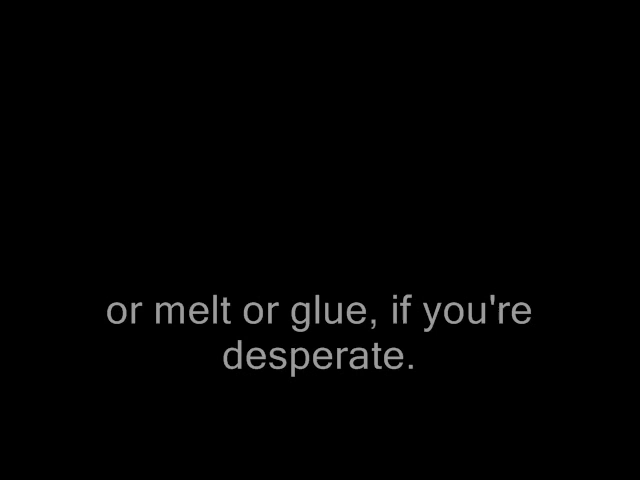 or melt or glue, if you're
desperate.